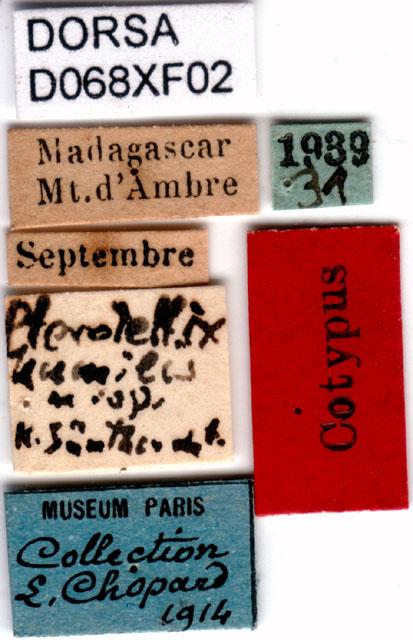 DORSA
D068XF02
Madagascar
Mt.d'Ambre
1939
31
Septembre
n. sp.
K.
Cotypus
MUSEUM PARIS
Collection
L. Chopard
1914